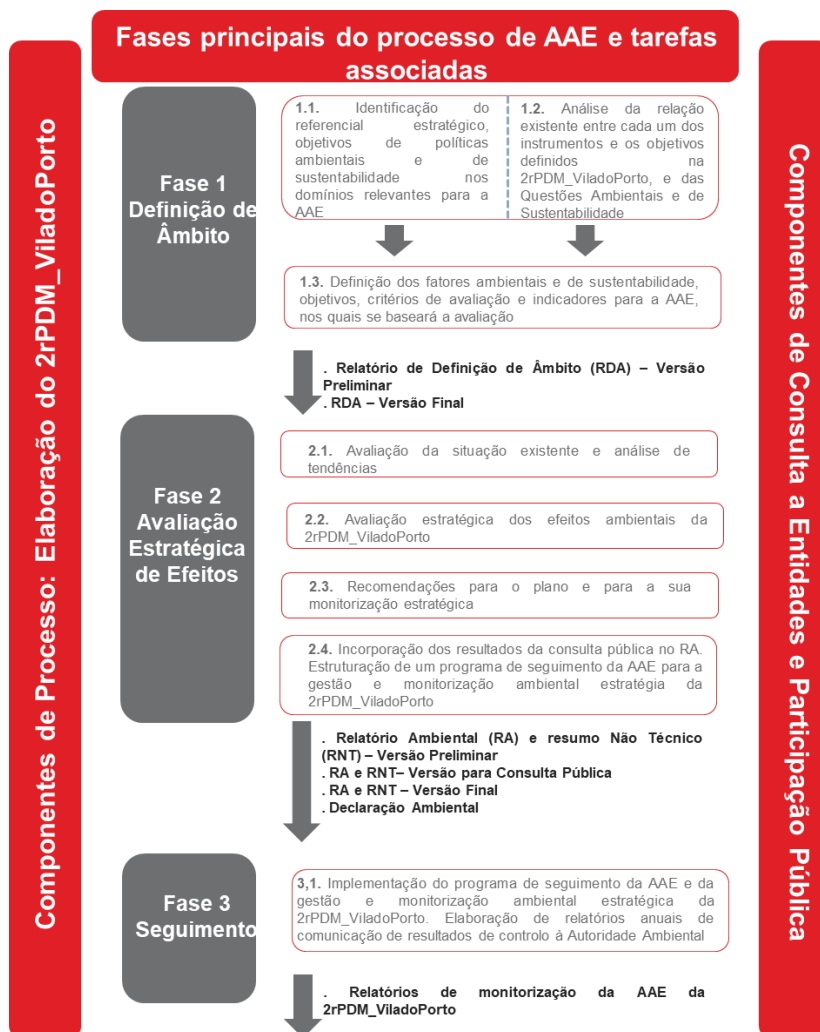 Fases principais do processo de AAE e tarefas
associadas
Componentes de Processo: Elaboração do 2rPDM_ViladoPorto
Fase 1
Definição de
Âmbito
1.1. Identificação do
referencial estratégico,
objetivos de políticas
ambientais e de
sustentabilidade nos
domínios relevantes para a
AAE
1.2. Análise da relação
existente entre cada um dos
instrumentos e os objetivos
definidos na
2rPDM_ViladoPorto, e das
Questões Ambientais e de
Sustentabilidade
1.3. Definição dos fatores ambientais e de sustentabilidade,
objetivos, critérios de avaliação e indicadores para a AAE,
nos quais se baseará a avaliação
. Relatório de Definição de Âmbito (RDA) – Versão
Preliminar
. RDA – Versão Final
Fase 2
Avaliação
Estratégica
de Efeitos
2.1. Avaliação da situação existente e análise de
tendências
2.2. Avaliação estratégica dos efeitos ambientais da
2rPDM_ViladoPorto
2.3. Recomendações para o plano e para a sua
monitorização estratégica
2.4. Incorporação dos resultados da consulta pública no RA.
Estruturação de um programa de seguimento da AAE para a
gestão e monitorização ambiental estratégia da
2rPDM_ViladoPorto
. Relatório Ambiental (RA) e resumo Não Técnico
(RNT) – Versão Preliminar
. RA e RNT– Versão para Consulta Pública
. RA e RNT – Versão Final
. Declaração Ambiental
Fase 3
Seguimento
3,1. Implementação do programa de seguimento da AAE e da
gestão e monitorização ambiental estratégica da
2rPDM_ViladoPorto. Elaboração de relatórios anuais de
comunicação de resultados de controlo à Autoridade Ambiental
. Relatórios de monitorização da AAE da
2rPDM_ViladoPorto
Componentes de Consulta a Entidades e Participação Pública